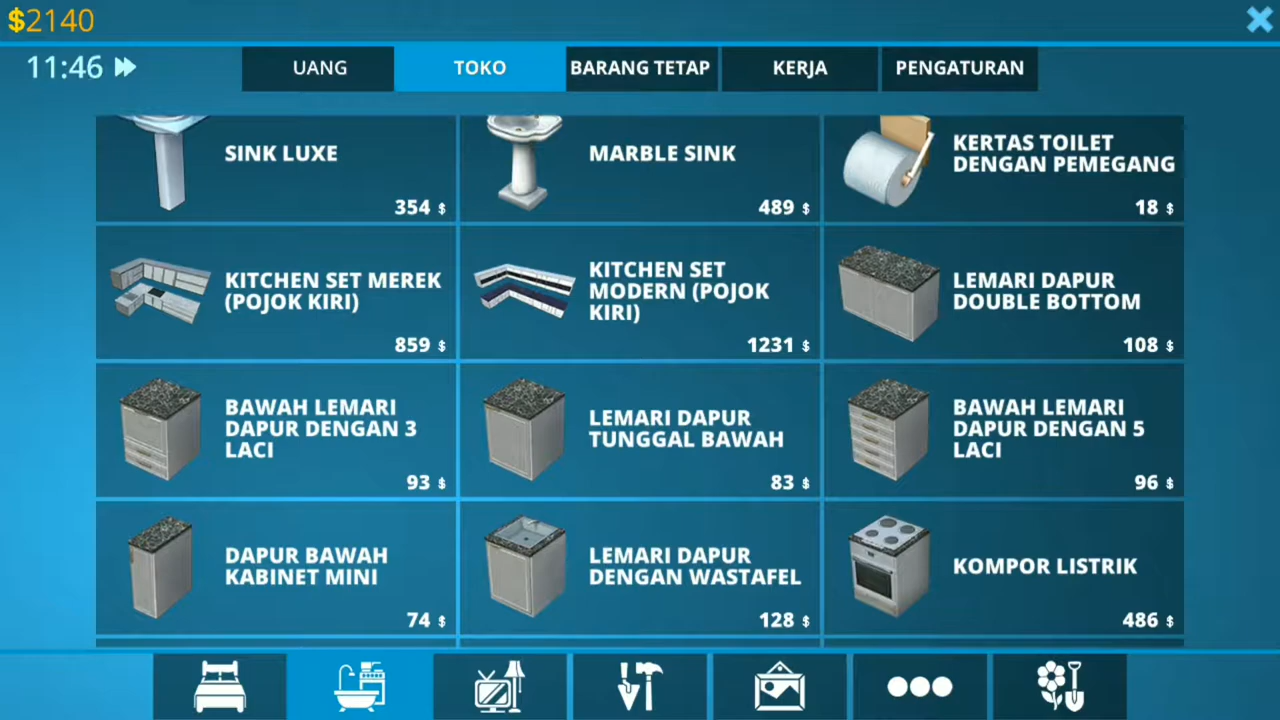 $2140
11:46
UANG
TOKO
BARANG TETAP
KERJA
PENGATURAN
SINK LUXE
354 $
MARBLE SINK
489 $
KERTAS TOILET
DENGAN PEMEGANG
18 $
KITCHEN SET MEREK
(POJOK KIRI)
859 $
KITCHEN SET
MODERN (POJOK
KIRI)
1231 $
LEMARI DAPUR
DOUBLE BOTTOM
108 $
BAWAH LEMARI
DAPUR DENGAN 3
LACI
93 $
LEMARI DAPUR
TUNGGAL BAWAH
83 $
BAWAH LEMARI
DAPUR DENGAN 5
LACI
96 $
DAPUR BAWAH
KABINET MINI
74 $
LEMARI DAPUR
DENGAN WASTAFEL
128 $
KOMPOR LISTRIK
486 $